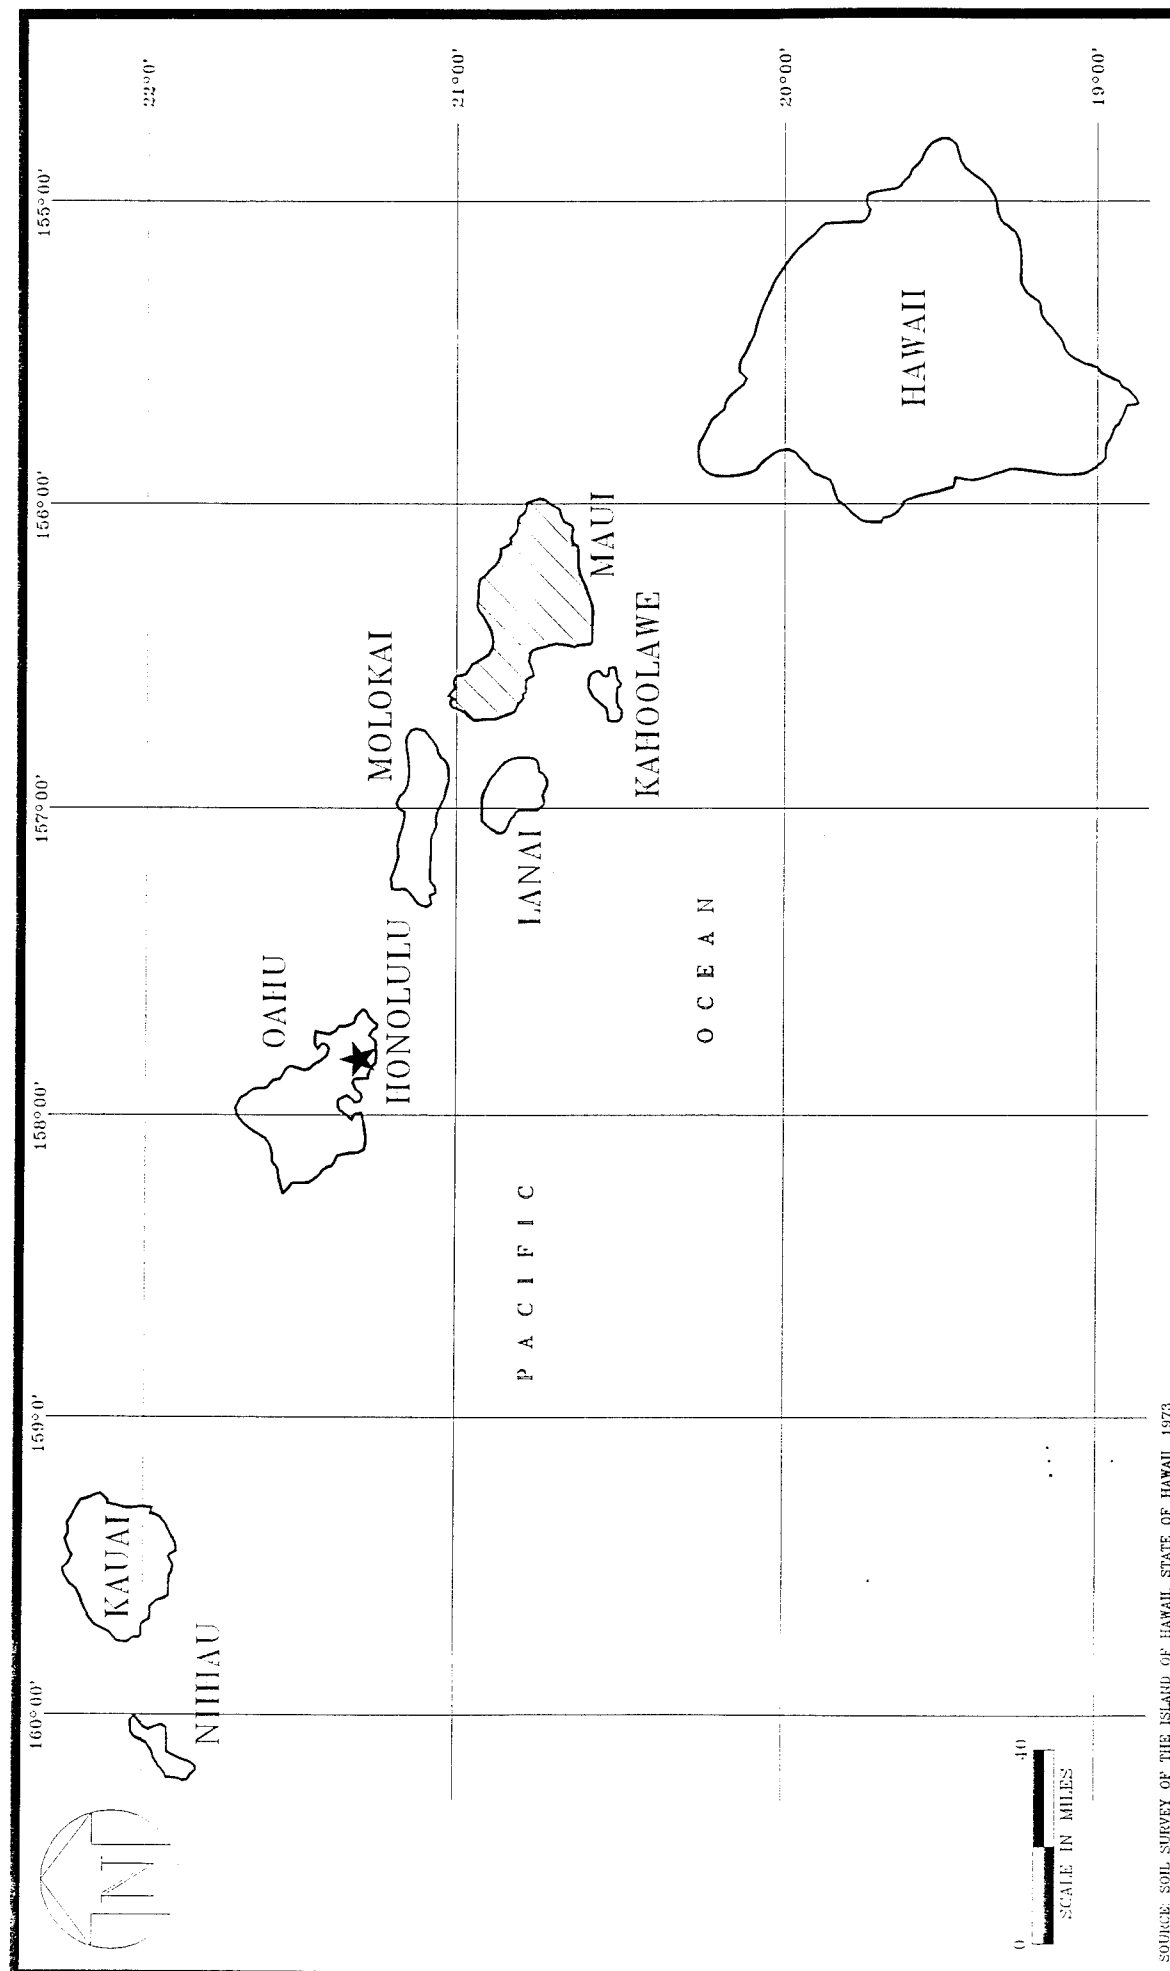 160°00'
159°0'
158°00'
157°00'
156°00'
155°00'
22°0'
21°00'
20°00'
19°00'
N
NIIHAU
KAUAI
OAHU
HONOLULU
MOLOKAI
LANAI
MAUI
KAHOOLAWE
HAWAII
PACIFIC
OCEAN
0 40
SCALE IN MILES
SOURCE: SOIL SURVEY OF THE ISLAND OF HAWAII, STATE OF HAWAII, 1973